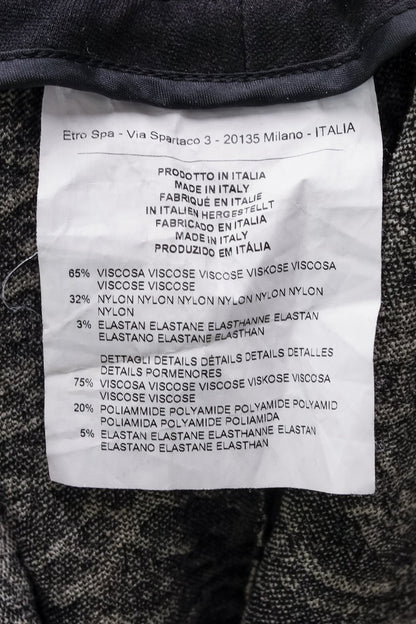 Etro Spa - Via Spartaco 3 - 20135 Milano - ITALIA
PRODOTTO IN ITALIA
MADE IN ITALY
FABRIQUÉ EN ITALIE
IN ITALIEN HERGESTELLT
FABRICADO EN ITALIA
MADE IN ITALY
PRODUZIDO EM ITÁLIA
65% VISCOSA VISCOSE VISCOSE VISKOSE VISCOSA
VISCOSE VISCOSE
32% NYLON NYLON NYLON NYLON NYLON NYLON
NYLON
3% ELASTAN ELASTANE ELASTHANNE ELASTAN
ELASTANO ELASTANE ELASTHAN
DETTAGLI DETAILS DÉTAILS DETAILS DETALLES
DETAILS PORMENORES
75% VISCOSA VISCOSE VISCOSE VISKOSE VISCOSA
VISCOSE VISCOSE
20% POLIAMMIDE POLYAMIDE POLYAMIDE POLYAMID
POLIAMIDA POLYAMIDE POLIAMIDA
5% ELASTAN ELASTANE ELASTHANNE ELASTAN
ELASTANO ELASTANE ELASTHAN